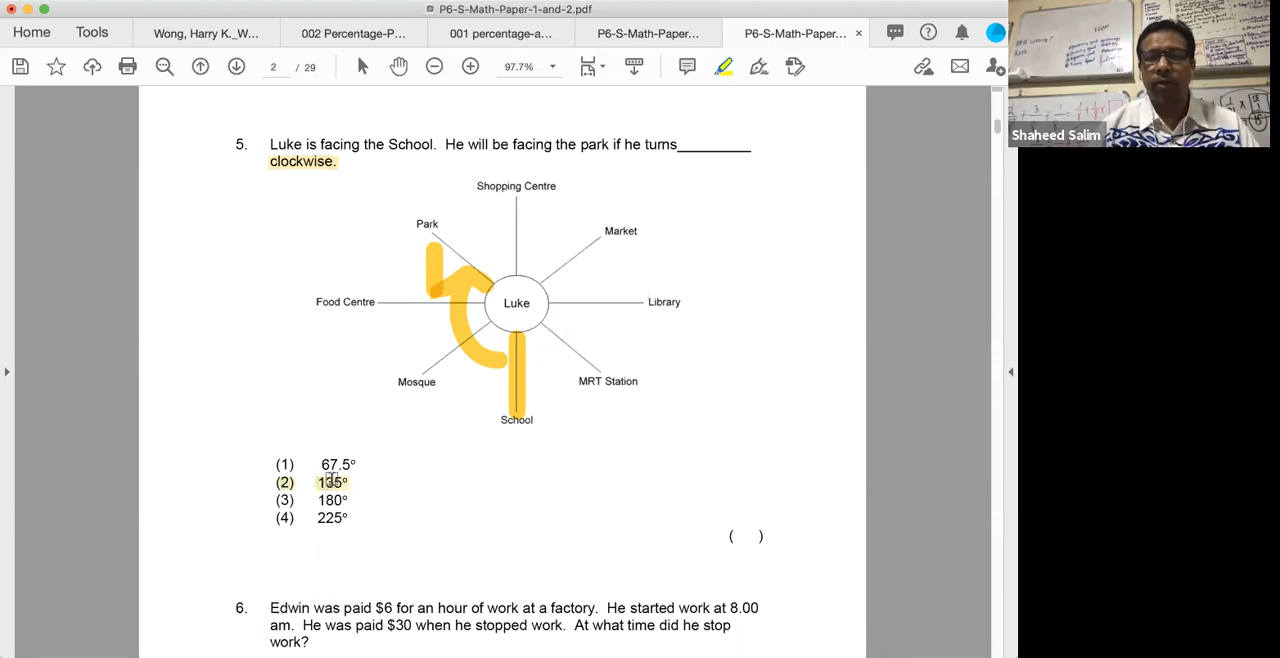 P6-S-Math-Paper-1-and-2.pdf
Home Tools Wong, Harry K._W... 002 Percentage-P... 001 percentage-a... P6-S-Math-Paper... P6-S-Math-Paper... ×
2 / 29 97.7%
Shaheed Salim
5. Luke is facing the School. He will be facing the park if he turns_________
clockwise.
Shopping Centre
Park
Market
Food Centre
Luke
Library
Mosque
MRT Station
School
(1) 67.5°
(2) 135°
(3) 180°
(4) 225°
( )
6. Edwin was paid $6 for an hour of work at a factory. He started work at 8.00
am. He was paid $30 when he stopped work. At what time did he stop
work?